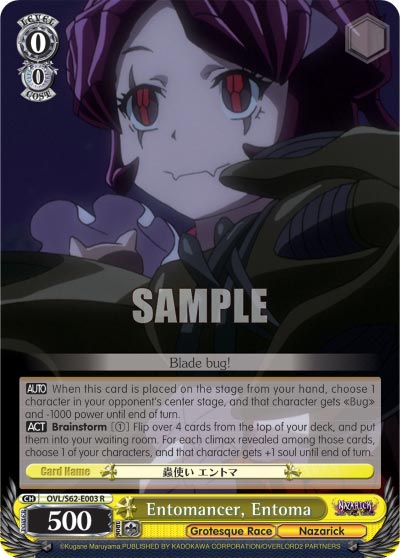 LEVEL
0
0
COST
SAMPLE
Blade bug!
AUTO When this card is placed on the stage from your hand, choose 1
character in your opponent's center stage, and that character gets «Bug»
and -1000 power until end of turn.
ACT Brainstorm [①] Flip over 4 cards from the top of your deck, and put
them into your waiting room. For each climax revealed among those cards,
choose 1 of your characters, and that character gets +1 soul until end of turn.
Card Name 蟲使い エントマ
CH OVL/S62-E003 R
POWER 500 Entomancer, Entoma NAZARICK
Grotesque Race Nazarick
©Kugane Maruyama,PUBLISHED BY KADOKAWA CORPORATION/OVERLORD2 PARTNERS